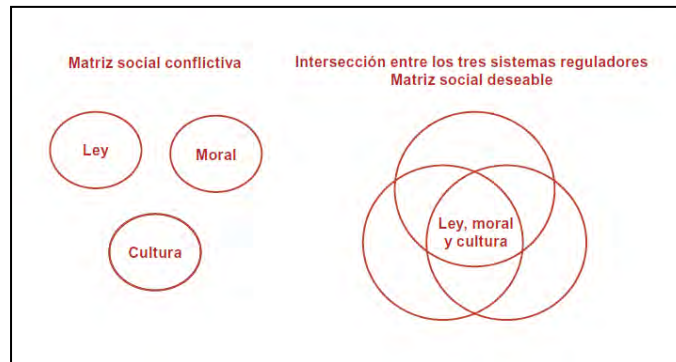 Matriz social conflictiva
Ley
Moral
Cultura
Intersección entre los tres sistemas reguladores
Matriz social deseable
Ley, moral
y cultura